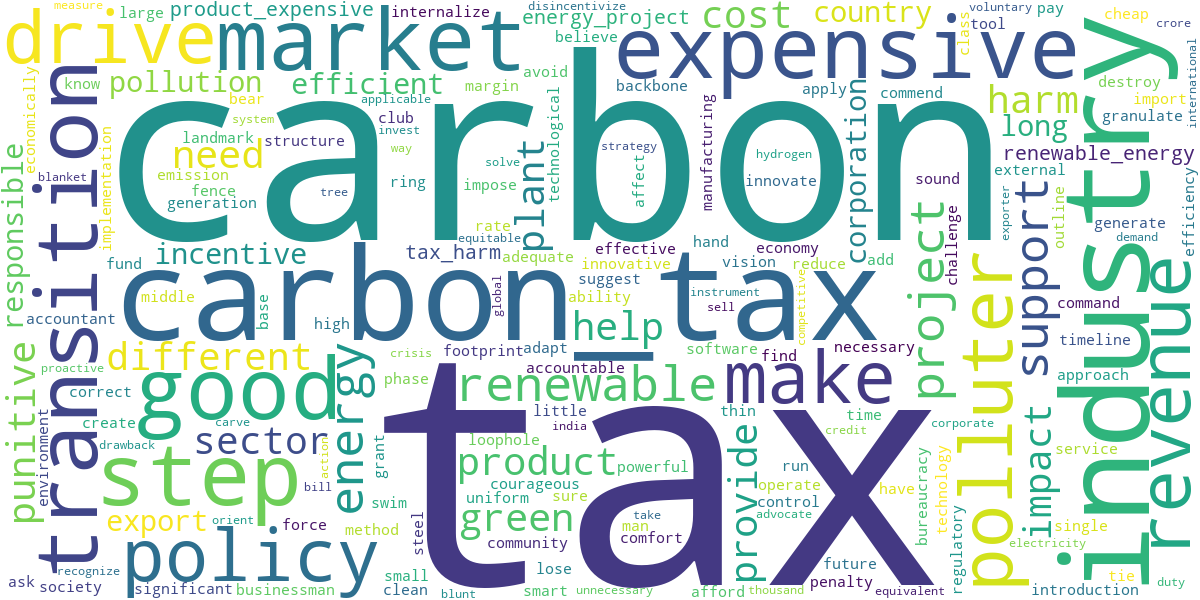 measure
large
product_expensive
internalize
disincentivize
energy_project
cost
country
voluntary
pay
cheap
crore
drive
market
believe
expensive
class
tool
know
pollution
efficient
avoid
backbone
apply
commend
harm
destroy
international
economically
bear
applicable
margin
granulate
import
system
club
long
landmark
structure
invest
need
way
carbon
plant
technological
solve
strategy
affect
manufacturing
hydrogen
innovate
corporation
renewable_energy
responsible
blanket
transition
implementation
emission
fence
generation
tree
ring
impose
sound
external
rate
equitable
exporter
outline
generate
efficiency
demand
industry
incentive
tax_harm
adequate
effective
hand
economy
innovative
vision
reduce
add
project
challenge
support
fund
middle
base
high
carbon tax
global
suggest
ability
instrument
sell
competitive
command
accountant
help
polluter
timeline
revenue
punitive
different
crisis
footprint
adapt
software
find
necessary
proactive
phase
accountable
approach
correct
good
energy
renewable
make
environment
create
little
thin
time
corporate
drawback
carve
india
credit
tax
sector
loophole
impact
service
step
action
grant
product
powerful
provide
run
bill
courageous
operate
have
bureaucracy
technology
single
swim
uniform
sure
control
orient
green
man
take
advocate
export
force
method
steel
comfort
electricity
policy
community
regulatory
recognize
lose
future
penalty
tie
ask
society
significant
businessman
small
clean
blunt
smart
unnecessary
afford
thousand
equivalent
introduction
duty